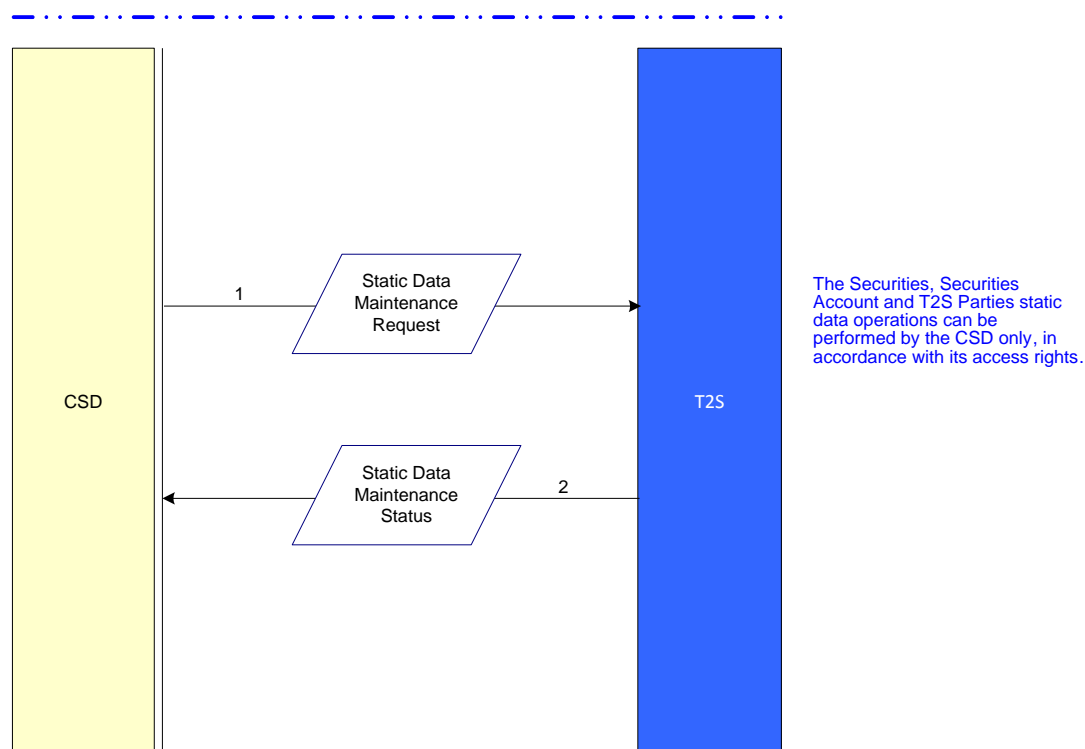 1
Static Data
Maintenance
Request
The Securities, Securities
Account and T2S Parties static
data operations can be
performed by the CSD only, in
accordance with its access rights.
CSD
T2S
Static Data
Maintenance
Status
2